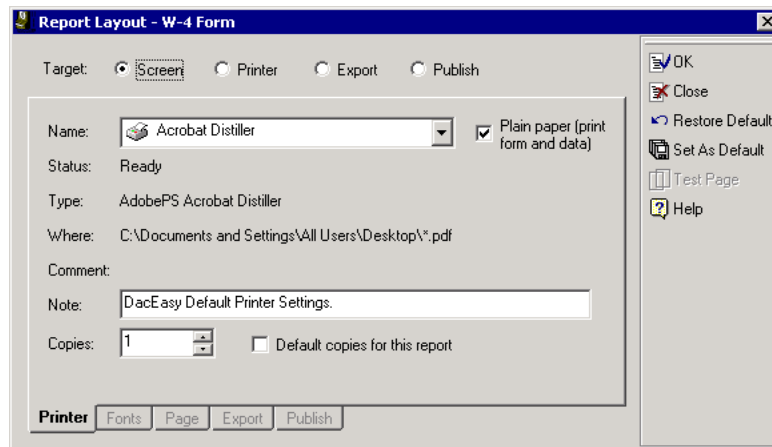 Report Layout - W-4 Form
Target: Screen Printer Export Publish
Name: Acrobat Distiller
Plain paper (print
form and data)
Status: Ready
Type: AdobePS Acrobat Distiller
Where: C:\Documents and Settings\All Users\Desktop\*.pdf
Comment:
Note: DacEasy Default Printer Settings.
Copies: 1 Default copies for this report
Printer Fonts Page Export Publish
OK
Close
Restore Default
Set As Default
Test Page
Help